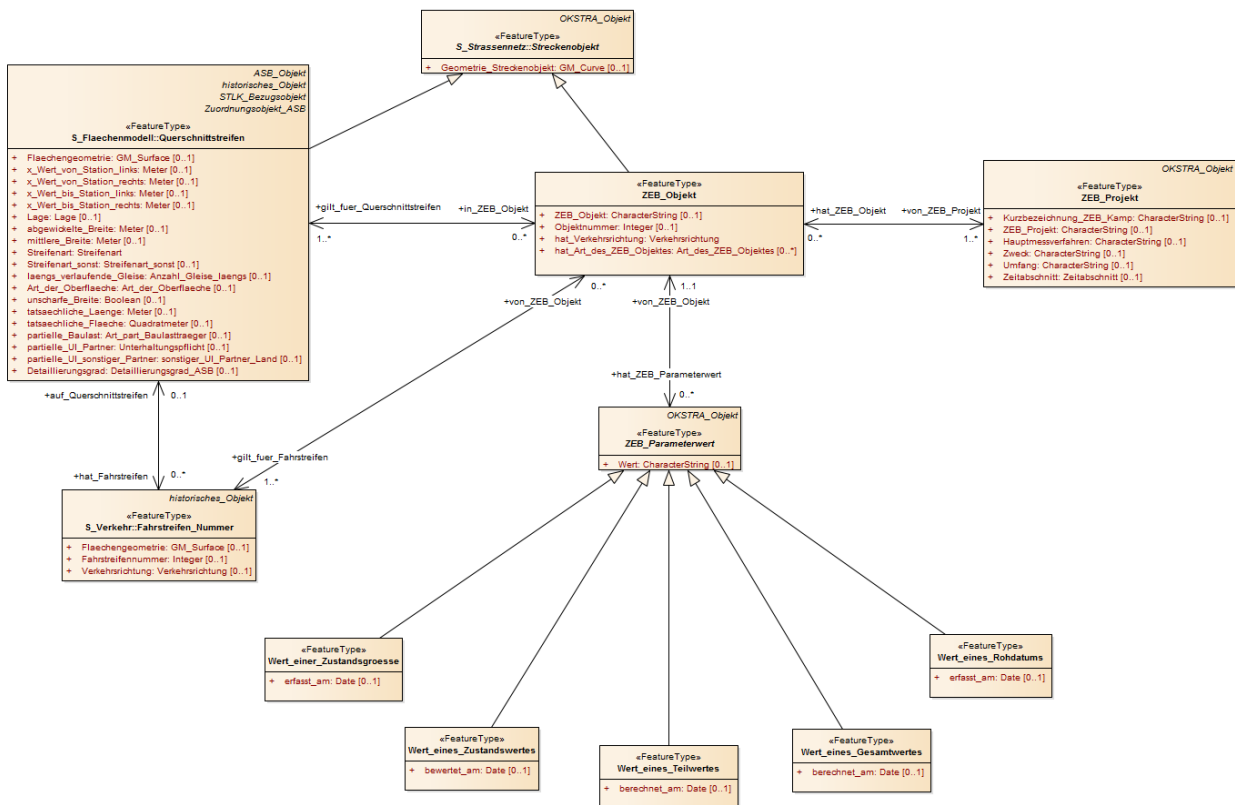 OKSTRA_Objekt
«FeatureType»
S_Strassennetz::Streckenobjekt
+ Geometrie_Streckenobjekt: GM_Curve [0..1]
ASB_Objekt
historisches_Objekt
STLK_Bezugsobjekt
Zuordnungsobjekt_ASB
«FeatureType»
S_Flaechenmodell::Querschnittstreifen
+ Flaechengeometrie: GM_Surface [0..1]
+ x_Wert_von_Station_links: Meter [0..1]
+ x_Wert_von_Station_rechts: Meter [0..1]
+ x_Wert_bis_Station_links: Meter [0..1]
+ x_Wert_bis_Station_rechts: Meter [0..1]
+ Lage: Lage [0..1]
+ abgewickelte_Breite: Meter [0..1]
+ mittlere_Breite: Meter [0..1]
+ Streifenart: Streifenart
+ Streifenart_sonst: Streifenart_sonst [0..1]
+ laengs_verlaufende_Gleise: Anzahl_Gleise_laengs [0..1]
+ Art_der_Oberflaeche: Art_der_Oberflaeche [0..1]
+ unscharfe_Breite: Boolean [0..1]
+ tatsaechliche_Laenge: Meter [0..1]
+ tatsaechliche_Flaeche: Quadratmeter [0..1]
+ partielle_Baulast: Art_part_Baulasttraeger [0..1]
+ partielle_UI_Partner: Unterhaltungspflicht [0..1]
+ partielle_UI_sonstiger_Partner: sonstiger_UI_Partner_Land [0..1]
+ Detaillierungsgrad: Detaillierungsgrad_ASB [0..1]
+gilt_fuer_Querschnittstreifen
1..*
+in_ZEB_Objekt
0..*
«FeatureType»
ZEB_Objekt
+ ZEB_Objekt: CharacterString [0..1]
+ Objektnummer: Integer [0..1]
+ hat_Verkehrsrichtung: Verkehrsrichtung
+ hat_Art_des_ZEB_Objektes: Art_des_ZEB_Objektes [0..*]
+hat_ZEB_Objekt
0..*
+von_ZEB_Projekt
1..*
OKSTRA_Objekt
«FeatureType»
ZEB_Projekt
+ Kurzbezeichnung_ZEB_Kamp: CharacterString [0..1]
+ ZEB_Projekt: CharacterString [0..1]
+ Hauptmessverfahren: CharacterString [0..1]
+ Zweck: CharacterString [0..1]
+ Umfang: CharacterString [0..1]
+ Zeitabschnitt: Zeitabschnitt [0..1]
0..*
+von_ZEB_Objekt
1..1
+von_ZEB_Objekt
+hat_ZEB_Parameterwert
0..*
+auf_Querschnittstreifen
0..1
+hat_Fahrstreifen
0..*
+gilt_fuer_Fahrstreifen
1..*
OKSTRA_Objekt
«FeatureType»
ZEB_Parameterwert
+ Wert: CharacterString [0..1]
historisches_Objekt
«FeatureType»
S_Verkehr::Fahrstreifen_Nummer
+ Flaechengeometrie: GM_Surface [0..1]
+ Fahrstreifennummer: Integer [0..1]
+ Verkehrsrichtung: Verkehrsrichtung [0..1]
«FeatureType»
Wert_einer_Zustandsgroesse
+ erfasst_am: Date [0..1]
«FeatureType»
Wert_eines_Rohdatums
+ erfasst_am: Date [0..1]
«FeatureType»
Wert_eines_Zustandswertes
+ bewertet_am: Date [0..1]
«FeatureType»
Wert_eines_Teilwertes
+ berechnet_am: Date [0..1]
«FeatureType»
Wert_eines_Gesamtwertes
+ berechnet_am: Date [0..1]